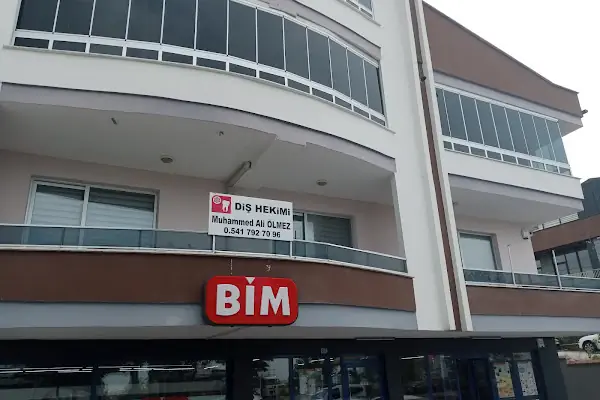 DİŞ HEKİMİ
Muhammed Ali ÖLMEZ
0.541 792 70 96
BİM